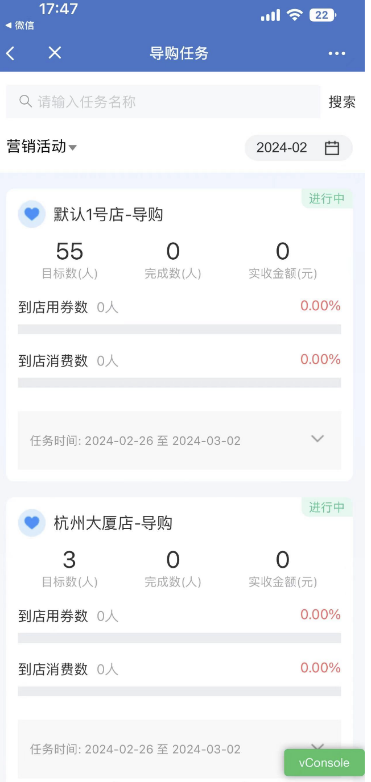 17:47
22
◀ 微信
导购任务
请输入任务名称
搜索
营销活动
2024-02
进行中
默认1号店-导购
55 0 0
目标数(人) 完成数(人) 实收金额(元)
到店用券数 0人 0.00%
到店消费数 0人 0.00%
任务时间: 2024-02-26 至 2024-03-02
进行中
杭州大厦店-导购
3 0 0
目标数(人) 完成数(人) 实收金额(元)
到店用券数 0人 0.00%
到店消费数 0人 0.00%
任务时间: 2024-02-26 至 2024-03-02
vConsole